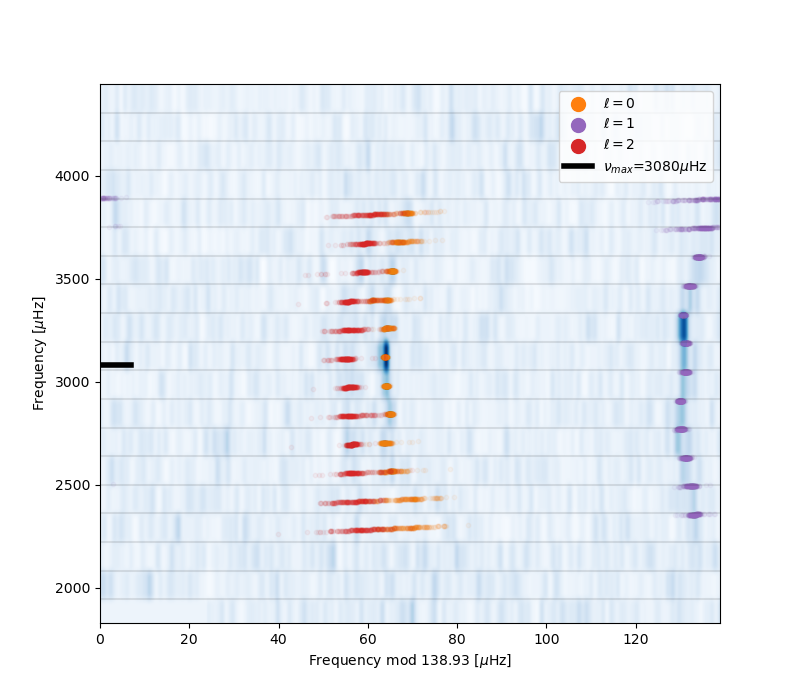 ℓ = 0
ℓ = 1
ℓ = 2
ν_max=3080μHz
4000
3500
3000
2500
2000
Frequency [μHz]
0 20 40 60 80 100 120
Frequency mod 138.93 [μHz]